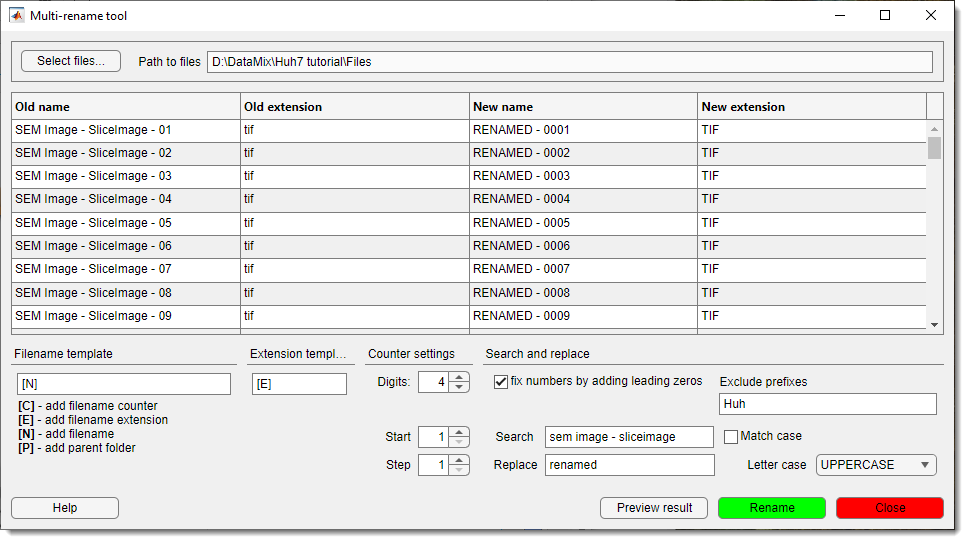 Multi-rename tool
Select files... Path to files D:\DataMix\Huh7 tutorial\Files
Old name Old extension New name New extension
SEM Image - SliceImage - 01 tif RENAMED - 0001 TIF
SEM Image - SliceImage - 02 tif RENAMED - 0002 TIF
SEM Image - SliceImage - 03 tif RENAMED - 0003 TIF
SEM Image - SliceImage - 04 tif RENAMED - 0004 TIF
SEM Image - SliceImage - 05 tif RENAMED - 0005 TIF
SEM Image - SliceImage - 06 tif RENAMED - 0006 TIF
SEM Image - SliceImage - 07 tif RENAMED - 0007 TIF
SEM Image - SliceImage - 08 tif RENAMED - 0008 TIF
SEM Image - SliceImage - 09 tif RENAMED - 0009 TIF
Filename template Extension templ... Counter settings Search and replace
[N] [E] Digits: 4 fix numbers by adding leading zeros Exclude prefixes
[C] - add filename counter Huh
[E] - add filename extension
[N] - add filename Start 1 Search sem image - sliceimage Match case
[P] - add parent folder
Step 1 Replace renamed Letter case UPPERCASE
Help Preview result Rename Close